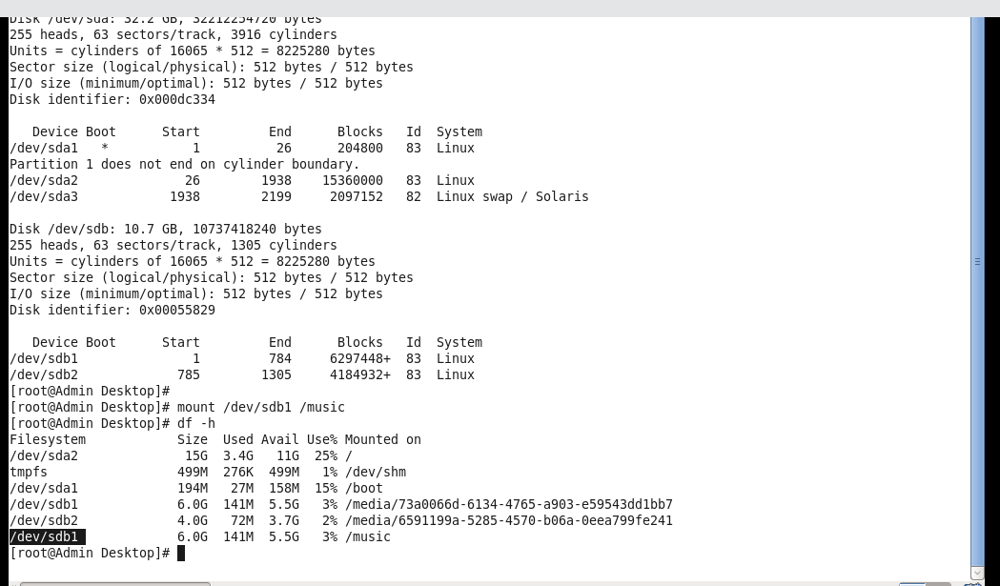 Disk /dev/sda: 32.2 GB, 32212254720 bytes
255 heads, 63 sectors/track, 3916 cylinders
Units = cylinders of 16065 * 512 = 8225280 bytes
Sector size (logical/physical): 512 bytes / 512 bytes
I/O size (minimum/optimal): 512 bytes / 512 bytes
Disk identifier: 0x000dc334

   Device Boot      Start         End      Blocks   Id  System
/dev/sda1   *           1          26      204800   83  Linux
Partition 1 does not end on cylinder boundary.
/dev/sda2              26        1938    15360000   83  Linux
/dev/sda3            1938        2199     2097152   82  Linux swap / Solaris

Disk /dev/sdb: 10.7 GB, 10737418240 bytes
255 heads, 63 sectors/track, 1305 cylinders
Units = cylinders of 16065 * 512 = 8225280 bytes
Sector size (logical/physical): 512 bytes / 512 bytes
I/O size (minimum/optimal): 512 bytes / 512 bytes
Disk identifier: 0x00055829

   Device Boot      Start         End      Blocks   Id  System
/dev/sdb1               1         784     6297448+  83  Linux
/dev/sdb2             785        1305     4184932+  83  Linux
[root@Admin Desktop]#
[root@Admin Desktop]# mount /dev/sdb1 /music
[root@Admin Desktop]# df -h
Filesystem            Size  Used Avail Use% Mounted on
/dev/sda2              15G  3.4G   11G  25% /
tmpfs                 499M  276K  499M   1% /dev/shm
/dev/sda1             194M   27M  158M  15% /boot
/dev/sdb1             6.0G  141M  5.5G   3% /media/73a0066d-6134-4765-a903-e59543dd1bb7
/dev/sdb2             4.0G   72M  3.7G   2% /media/6591199a-5285-4570-b06a-0eea799fe241
/dev/sdb1             6.0G  141M  5.5G   3% /music
[root@Admin Desktop]#